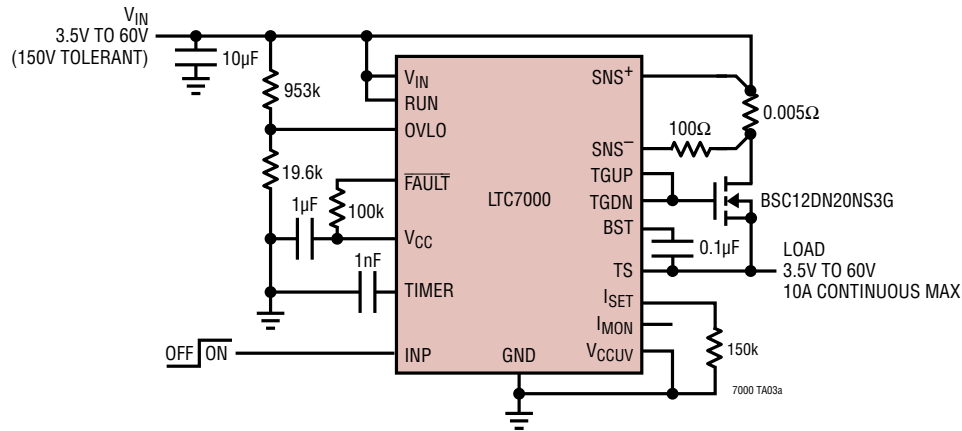 VIN
3.5V TO 60V
(150V TOLERANT)
10µF
953k
19.6k
1µF
100k
1nF
OFF ON
VIN
RUN
OVLO
FAULT
VCC
TIMER
INP
LTC7000
GND
SNS+
SNS–
TGUP
TGDN
BST
TS
ISET
IMON
VCCUV
0.005Ω
100Ω
BSC12DN20NS3G
0.1µF
LOAD
3.5V TO 60V
10A CONTINUOUS MAX
150k
7000 TA03a